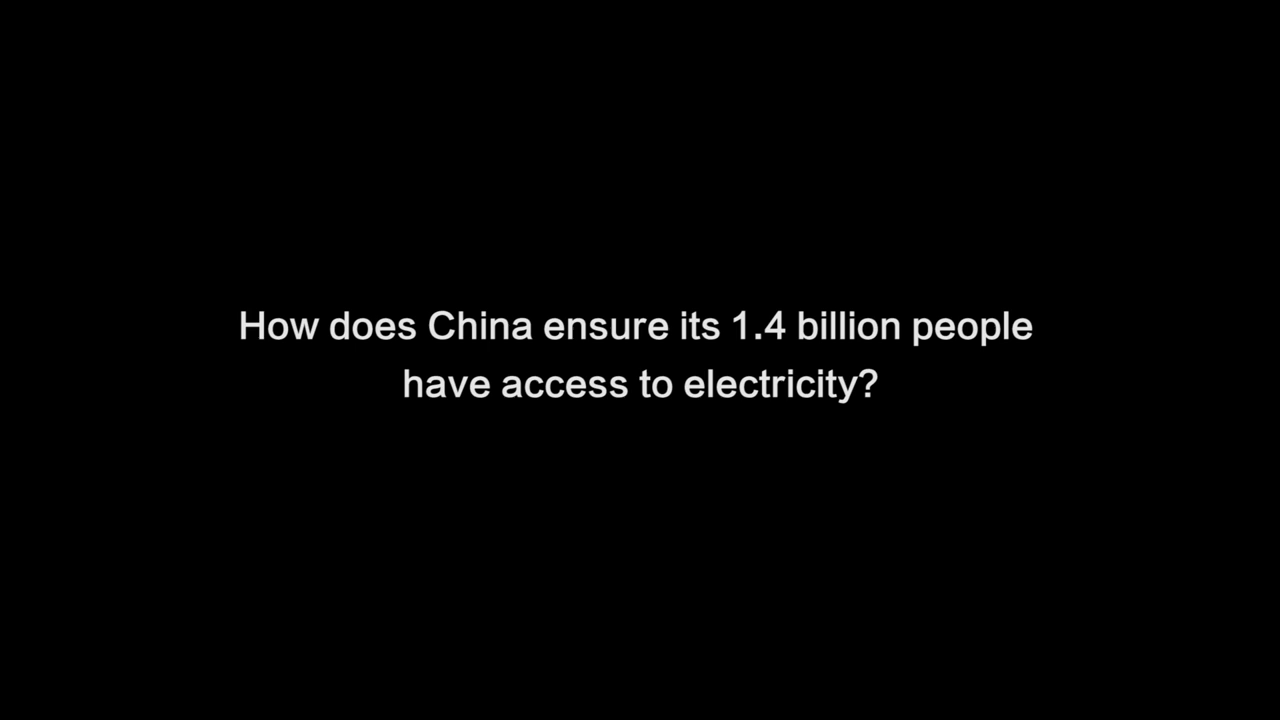 How does China ensure its 1.4 billion people
have access to electricity?